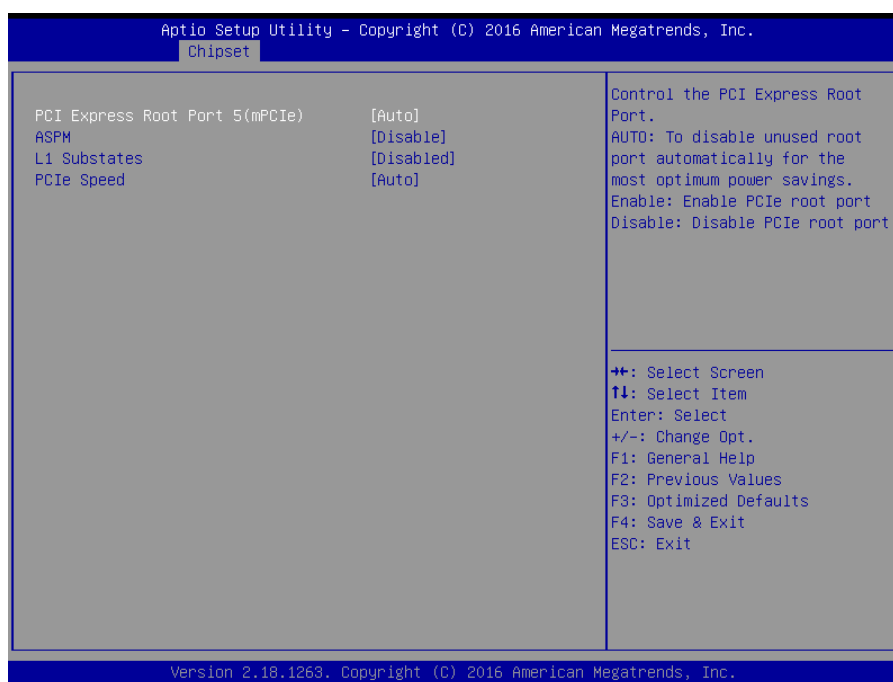 Aptio Setup Utility – Copyright (C) 2016 American Megatrends, Inc.
Chipset
PCI Express Root Port 5(mPCIe) [Auto]
ASPM [Disable]
L1 Substates [Disabled]
PCIe Speed [Auto]
Control the PCI Express Root
Port.
AUTO: To disable unused root
port automatically for the
most optimum power savings.
Enable: Enable PCIe root port
Disable: Disable PCIe root port
→←: Select Screen
↑↓: Select Item
Enter: Select
+/-: Change Opt.
F1: General Help
F2: Previous Values
F3: Optimized Defaults
F4: Save & Exit
ESC: Exit
Version 2.18.1263. Copyright (C) 2016 American Megatrends, Inc.